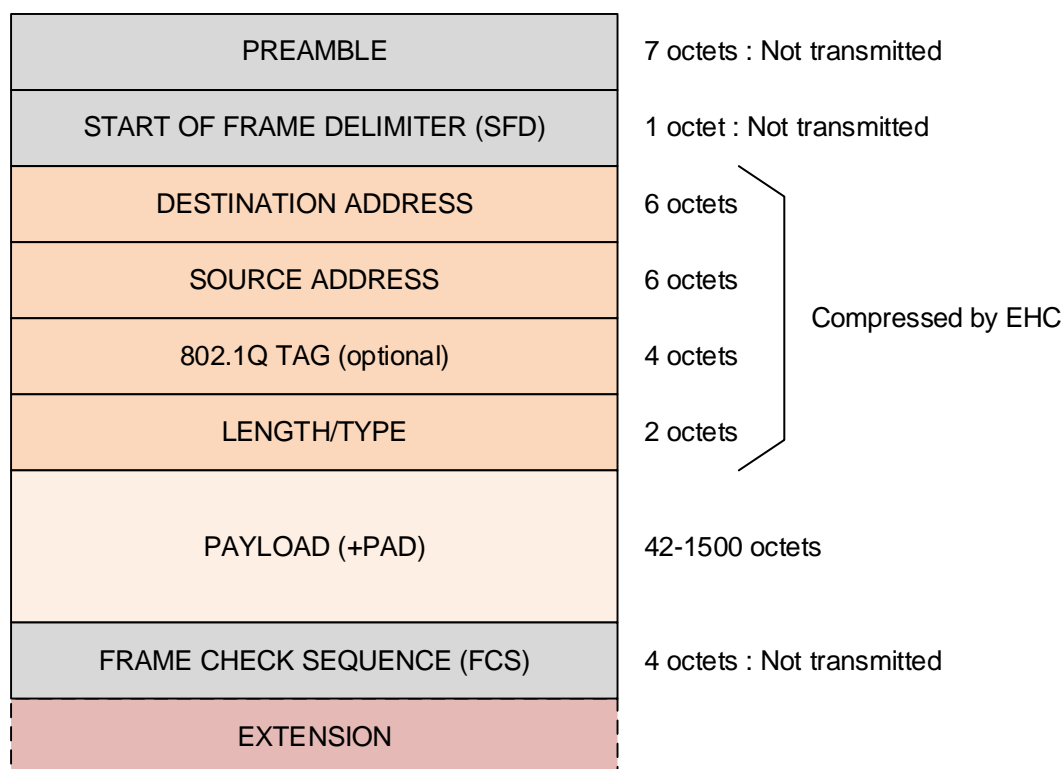 PREAMBLE 7 octets : Not transmitted
START OF FRAME DELIMITER (SFD) 1 octet : Not transmitted
DESTINATION ADDRESS 6 octets
SOURCE ADDRESS 6 octets
Compressed by EHC
802.1Q TAG (optional) 4 octets
LENGTH/TYPE 2 octets
PAYLOAD (+PAD) 42-1500 octets
FRAME CHECK SEQUENCE (FCS) 4 octets : Not transmitted
EXTENSION